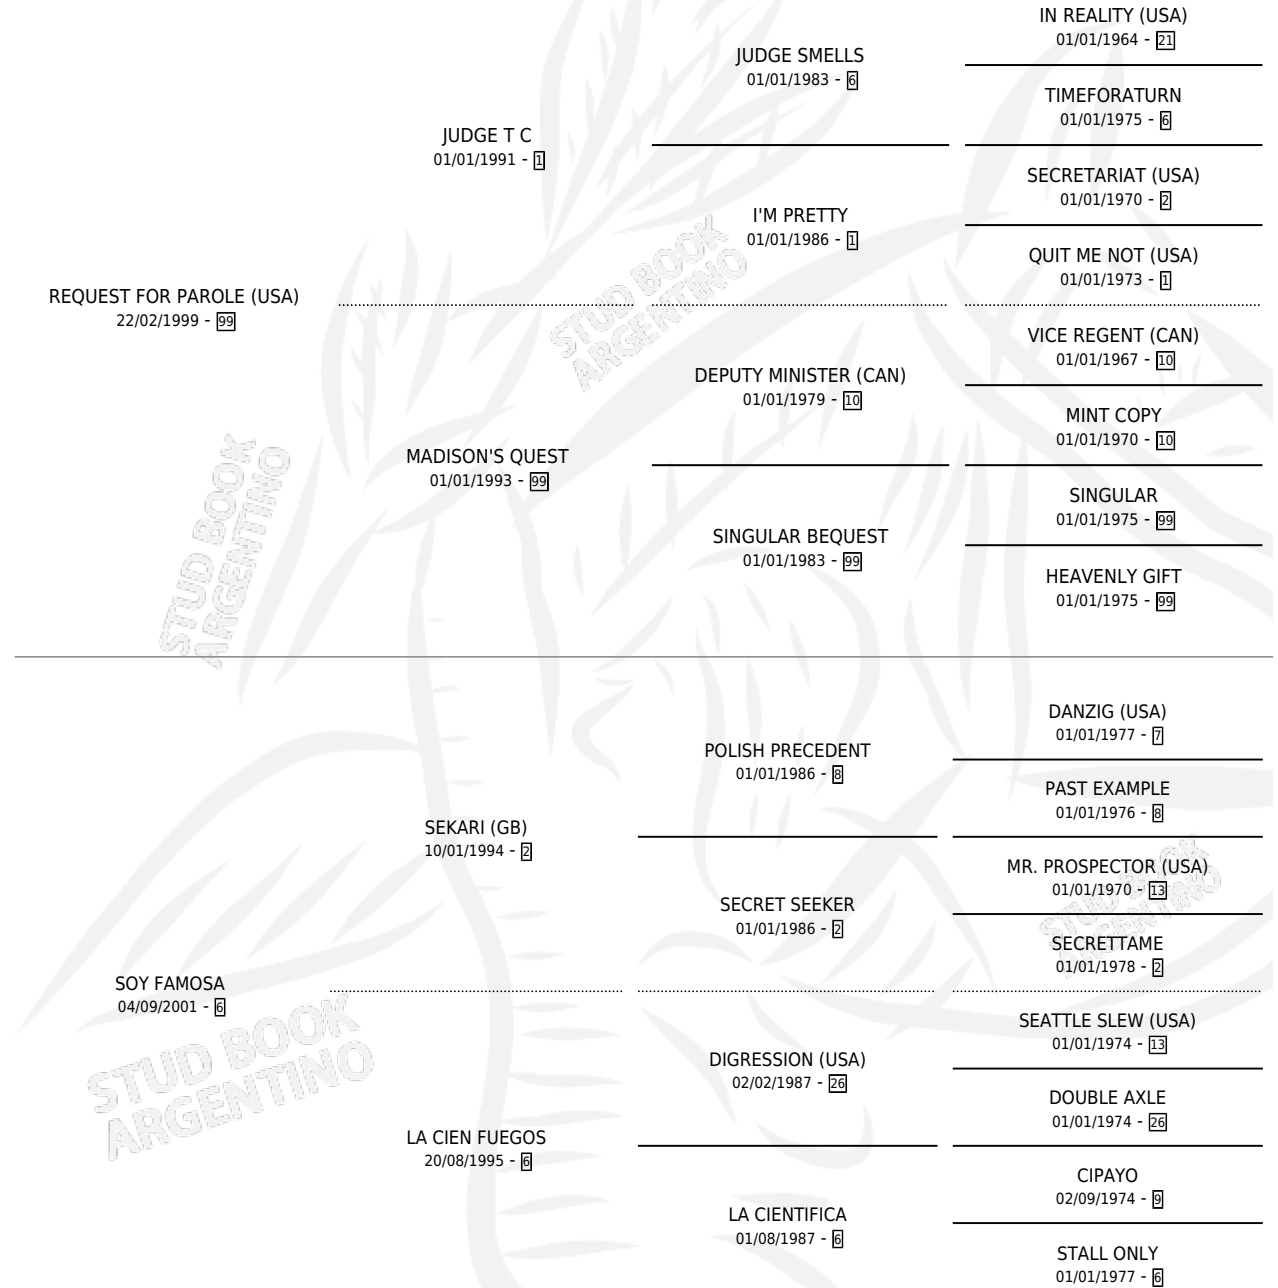 IN REALITY (USA)
01/01/1964 - 21
JUDGE SMELLS
01/01/1983 - 6
TIMEFORATURN
01/01/1975 - 6
JUDGE T C
01/01/1991 - 1
SECRETARIAT (USA)
01/01/1970 - 2
I'M PRETTY
01/01/1986 - 1
QUIT ME NOT (USA)
01/01/1973 - 1
REQUEST FOR PAROLE (USA)
22/02/1999 - 99
VICE REGENT (CAN)
01/01/1967 - 10
DEPUTY MINISTER (CAN)
01/01/1979 - 10
MINT COPY
01/01/1970 - 10
MADISON'S QUEST
01/01/1993 - 99
SINGULAR
01/01/1975 - 99
SINGULAR BEQUEST
01/01/1983 - 99
HEAVENLY GIFT
01/01/1975 - 99
DANZIG (USA)
01/01/1977 - 7
POLISH PRECEDENT
01/01/1986 - 8
PAST EXAMPLE
01/01/1976 - 8
SEKARI (GB)
10/01/1994 - 2
MR. PROSPECTOR (USA)
01/01/1970 - 13
SECRET SEEKER
01/01/1986 - 2
SECRETTAME
01/01/1978 - 2
SOY FAMOSA
04/09/2001 - 6
SEATTLE SLEW (USA)
01/01/1974 - 13
DIGRESSION (USA)
02/02/1987 - 26
DOUBLE AXLE
01/01/1974 - 26
LA CIEN FUEGOS
20/08/1995 - 6
CIPAYO
02/09/1974 - 9
LA CIENTIFICA
01/08/1987 - 6
STALL ONLY
01/01/1977 - 6
STUD BOOK
ARGENTINO
STUD BOOK
ARGENTINO
STUD BOOK
ARGENTINO
STUD BOOK
ARGENTINO